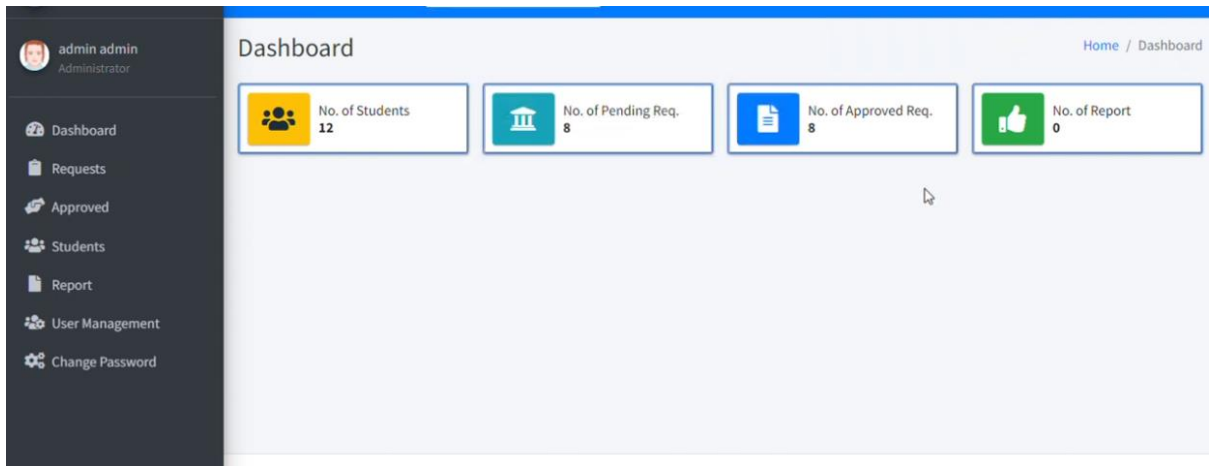 admin admin
Administrator
Dashboard
Requests
Approved
Students
Report
User Management
Change Password
Dashboard
Home / Dashboard
No. of Students
12
No. of Pending Req.
8
No. of Approved Req.
8
No. of Report
0